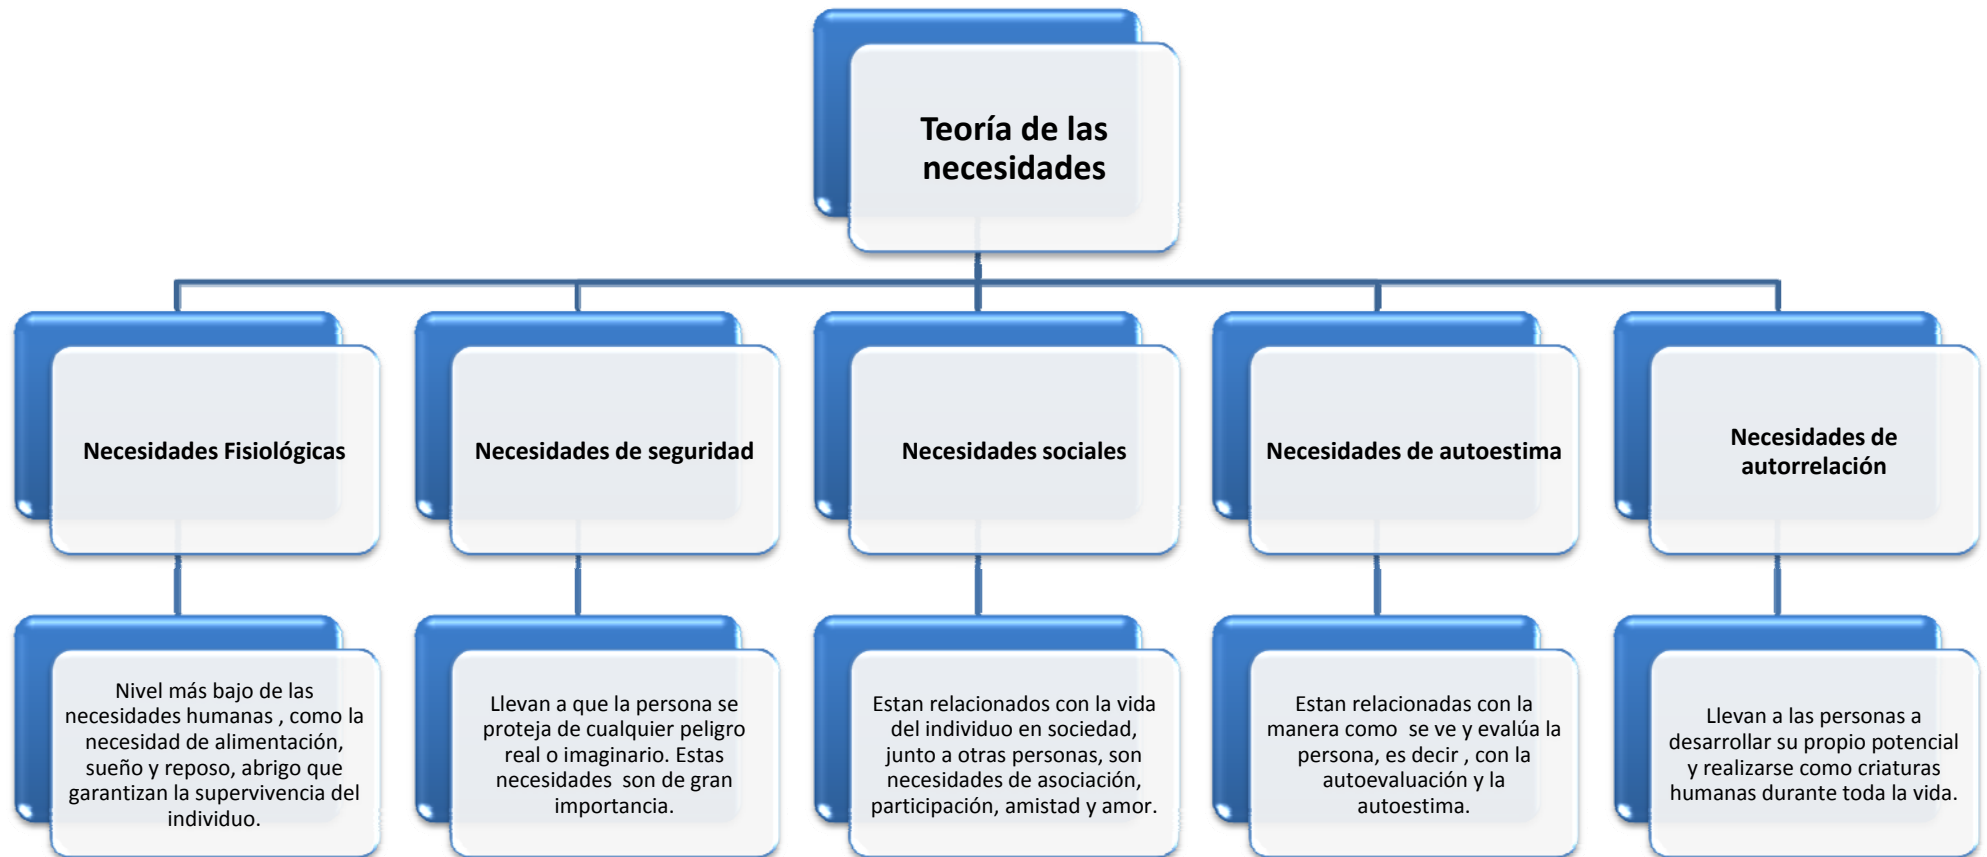 Teoría de las
necesidades
Necesidades Fisiológicas
Necesidades de seguridad
Necesidades sociales
Necesidades de autoestima
Necesidades de
autorrelación
Nivel más bajo de las
necesidades humanas , como la
necesidad de alimentación,
sueño y reposo, abrigo que
garantizan la supervivencia del
individuo.
Llevan a que la persona se
proteja de cualquier peligro
real o imaginario. Estas
necesidades  son de gran
importancia.
Estan relacionados con la vida
del individuo en sociedad,
junto a otras personas, son
necesidades de asociación,
participación, amistad y amor.
Estan relacionadas con la
manera como  se ve y evalúa la
persona, es decir , con la
autoevaluación y la
autoestima.
Llevan a las personas a
desarrollar su propio potencial
y realizarse como criaturas
humanas durante toda la vida.